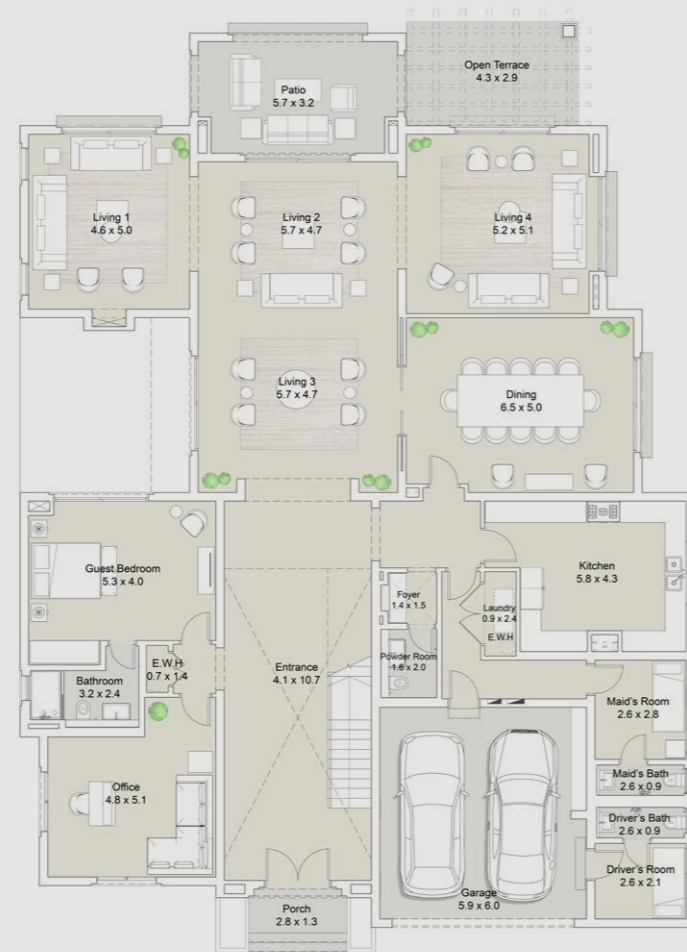 Open Terrace
4.3 x 2.9
Patio
5.7 x 3.2
Living 1
4.6 x 5.0
Living 2
5.7 x 4.7
Living 4
5.2 x 5.1
Living 3
5.7 x 4.7
Dining
6.5 x 5.0
Guest Bedroom
5.3 x 4.0
Kitchen
5.8 x 4.3
Foyer
1.4 x 1.5
Laundry
0.9 x 2.4
E.W.H
Powder Room
1.6 x 2.0
Entrance
4.1 x 10.7
E.W.H
0.7 x 1.4
Bathroom
3.2 x 2.4
Maid's Room
2.6 x 2.8
Maid's Bath
2.6 x 0.9
Office
4.8 x 5.1
Driver's Bath
2.6 x 0.9
Driver's Room
2.6 x 2.1
Garage
5.9 x 6.0
Porch
2.8 x 1.3